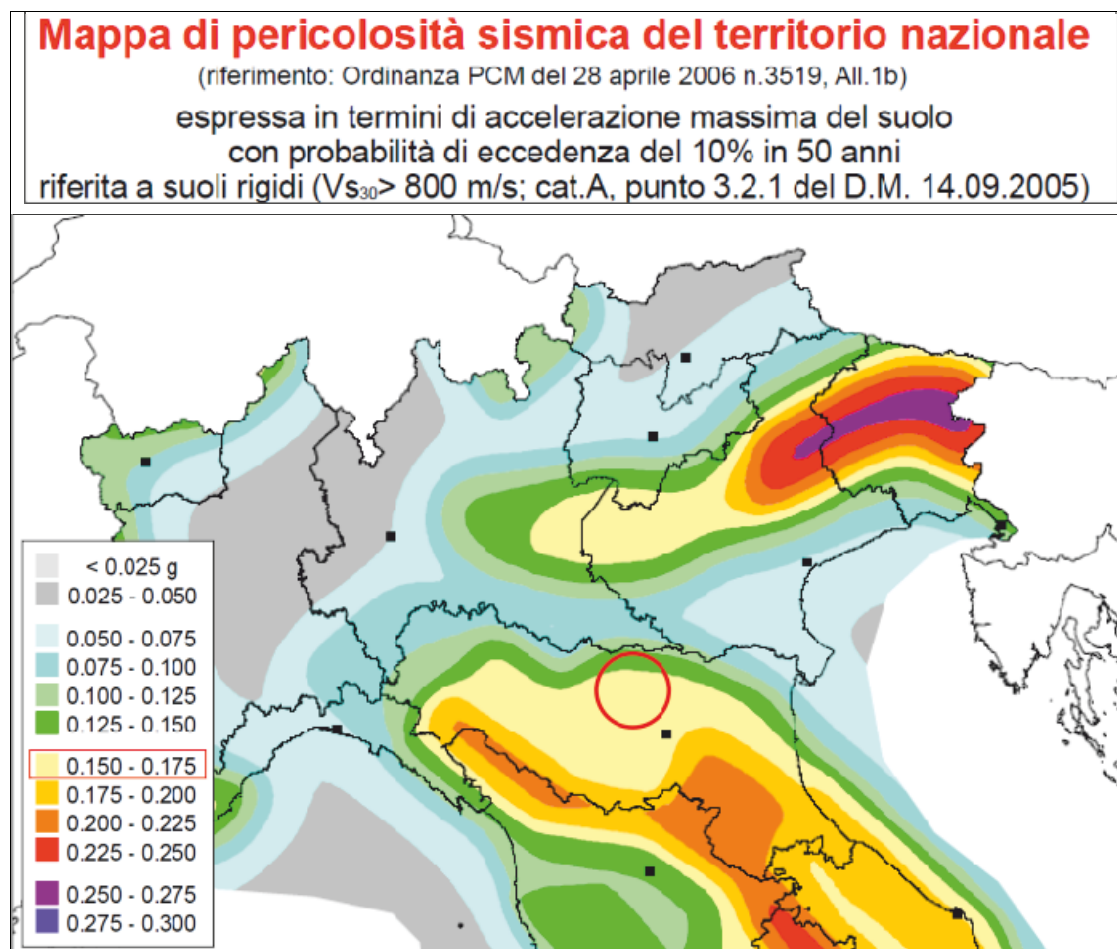 Mappa di pericolosità sismica del territorio nazionale
(riferimento: Ordinanza PCM del 28 aprile 2006 n.3519, All.1b)
espressa in termini di accelerazione massima del suolo
con probabilità di eccedenza del 10% in 50 anni
riferita a suoli rigidi (Vs30> 800 m/s; cat.A, punto 3.2.1 del D.M. 14.09.2005)
< 0.025 g
0.025 - 0.050
0.050 - 0.075
0.075 - 0.100
0.100 - 0.125
0.125 - 0.150
0.150 - 0.175
0.175 - 0.200
0.200 - 0.225
0.225 - 0.250
0.250 - 0.275
0.275 - 0.300